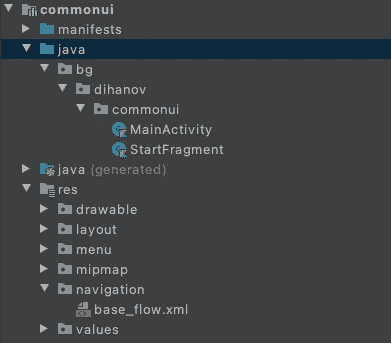 commonui
manifests
java
bg
dihanov
commonui
MainActivity
StartFragment
java (generated)
res
drawable
layout
menu
mipmap
navigation
base_flow.xml
values